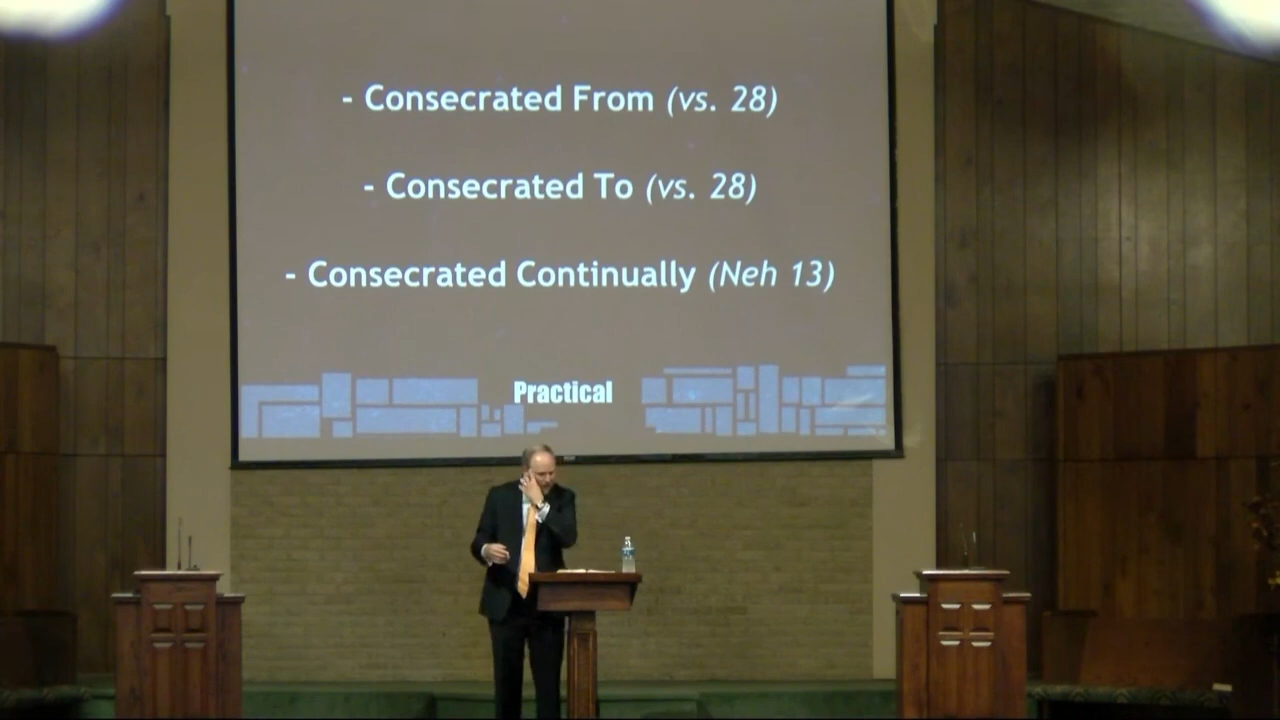 - Consecrated From (vs. 28)
- Consecrated To (vs. 28)
- Consecrated Continually (Neh 13)
Practical